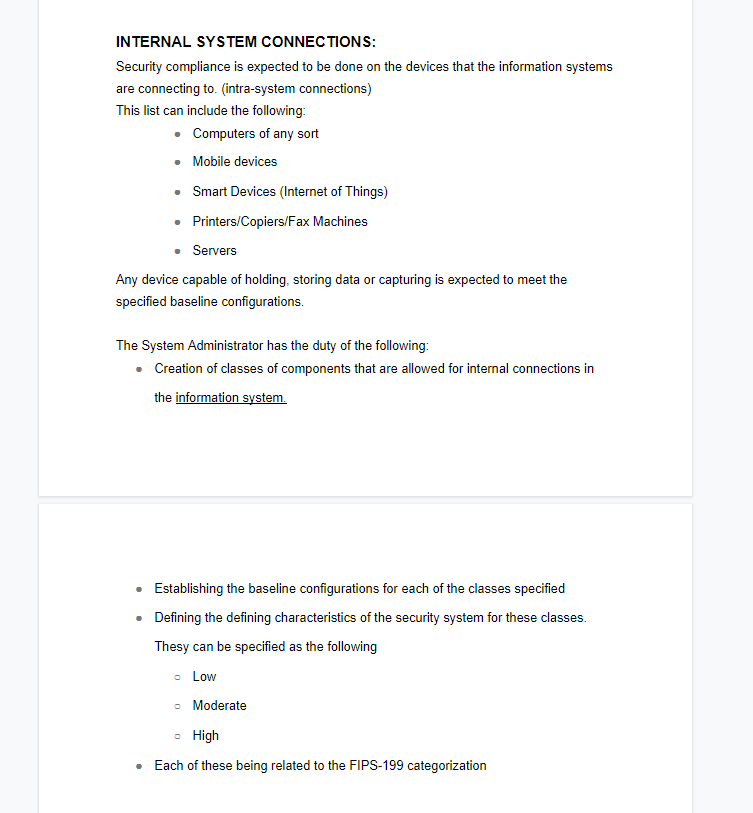 INTERNAL SYSTEM CONNECTIONS:
Security compliance is expected to be done on the devices that the information systems
are connecting to. (intra-system connections)
This list can include the following:
Computers of any sort
Mobile devices
Smart Devices (Internet of Things)
Printers/Copiers/Fax Machines
Servers
Any device capable of holding, storing data or capturing is expected to meet the
specified baseline configurations.
The System Administrator has the duty of the following:
Creation of classes of components that are allowed for internal connections in
the information system.
Establishing the baseline configurations for each of the classes specified
Defining the defining characteristics of the security system for these classes.
Thesy can be specified as the following
Low
Moderate
High
Each of these being related to the FIPS-199 categorization